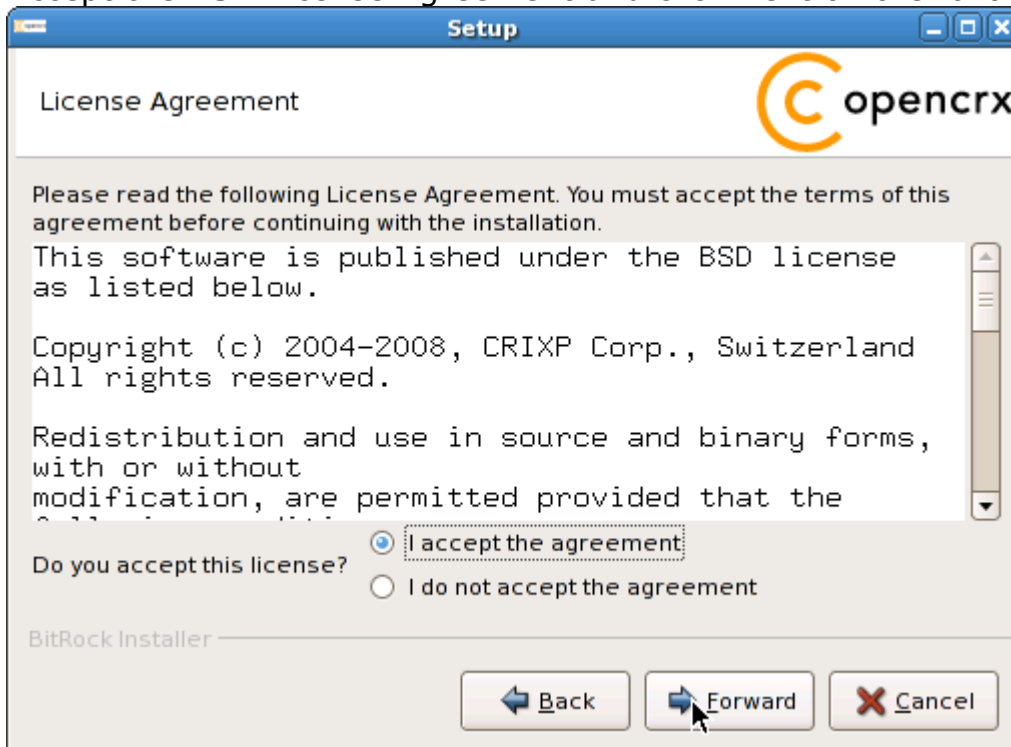 Setup
License Agreement
opencrx
Please read the following License Agreement. You must accept the terms of this
agreement before continuing with the installation.
This software is published under the BSD license
as listed below.
Copyright (c) 2004-2008, CRIXP Corp., Switzerland
All rights reserved.
Redistribution and use in source and binary forms,
with or without
modification, are permitted provided that the
Do you accept this license?
I accept the agreement
I do not accept the agreement
BitRock Installer
Back
Forward
Cancel